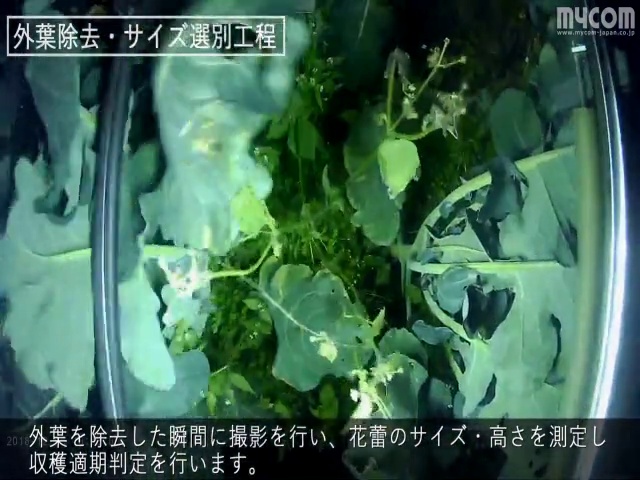 mycom
www.mycom-japan.co.jp
外葉除去・サイズ選別工程
外葉を除去した瞬間に撮影を行い、花蕾のサイズ・高さを測定し
収穫適期判定を行います。